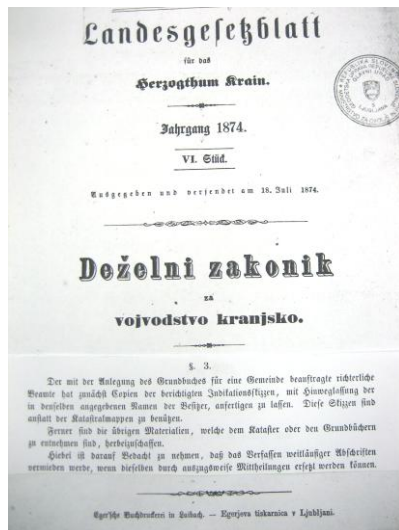 Landesgesetzblatt
für das
Herzogthum Krain.
Jahrgang 1874.
VI. Stück.
Ausgegeben und versendet am 18. Juli 1874.
Deželni zakonik
za
vojvodstvo kranjsko.
§. 3.
Der mit der Anlegung des Grundbuches für eine Gemeinde beauftragte richterliche
Beamte hat zunächst Copien der berichtigten Indikationsskizzen, mit Hinweglassung der
in denselben angegebenen Namen der Besitzer, anfertigen zu lassen. Diese Skizzen sind
anstatt der Katastralmappen zu benützen.
Ferner sind die übrigen Materialien, welche dem Kataster oder den Grundbüchern
zu entnehmen sind, herbeizuschaffen.
Hiebei ist darauf Bedacht zu nehmen, daß das Verfassen weitläufiger Abschriften
vermieden werde, wenn dieselben durch auszugsweise Mittheilungen ersetzt werden können.
Eger'sche Buchdruckerei in Laibach. — Egerjeva tiskarnica v Ljubljani.
REPUBLIKA SLOVENIJA
LJUBLJANA